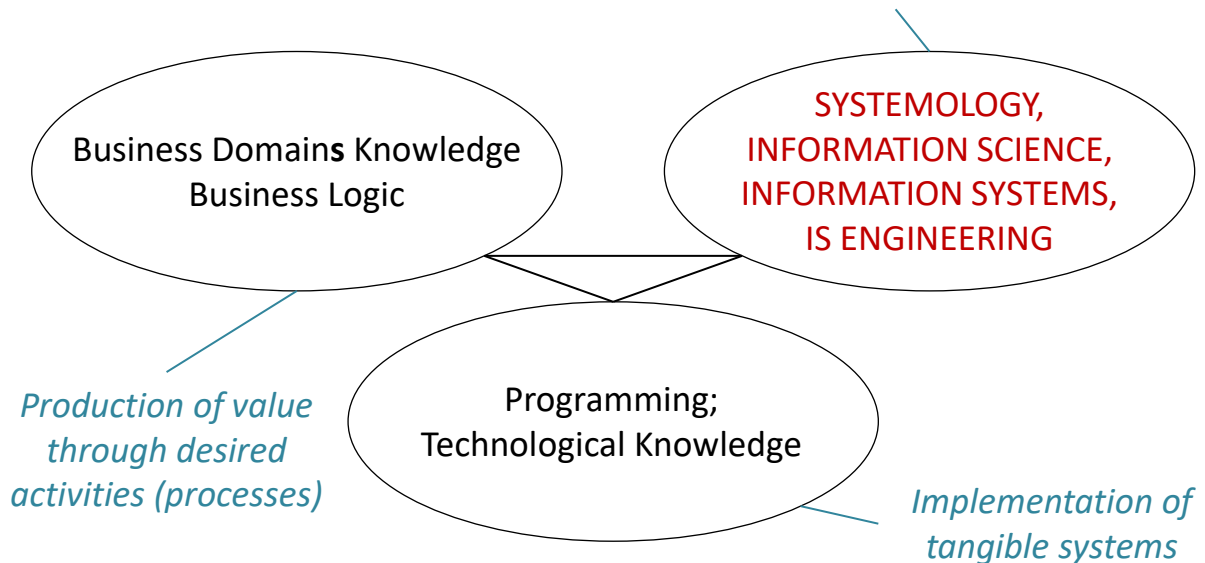 Business Domains Knowledge
Business Logic
SYSTEMOLOGY,
INFORMATION SCIENCE,
INFORMATION SYSTEMS,
IS ENGINEERING
Production of value
through desired
activities (processes)
Programming;
Technological Knowledge
Implementation of
tangible systems